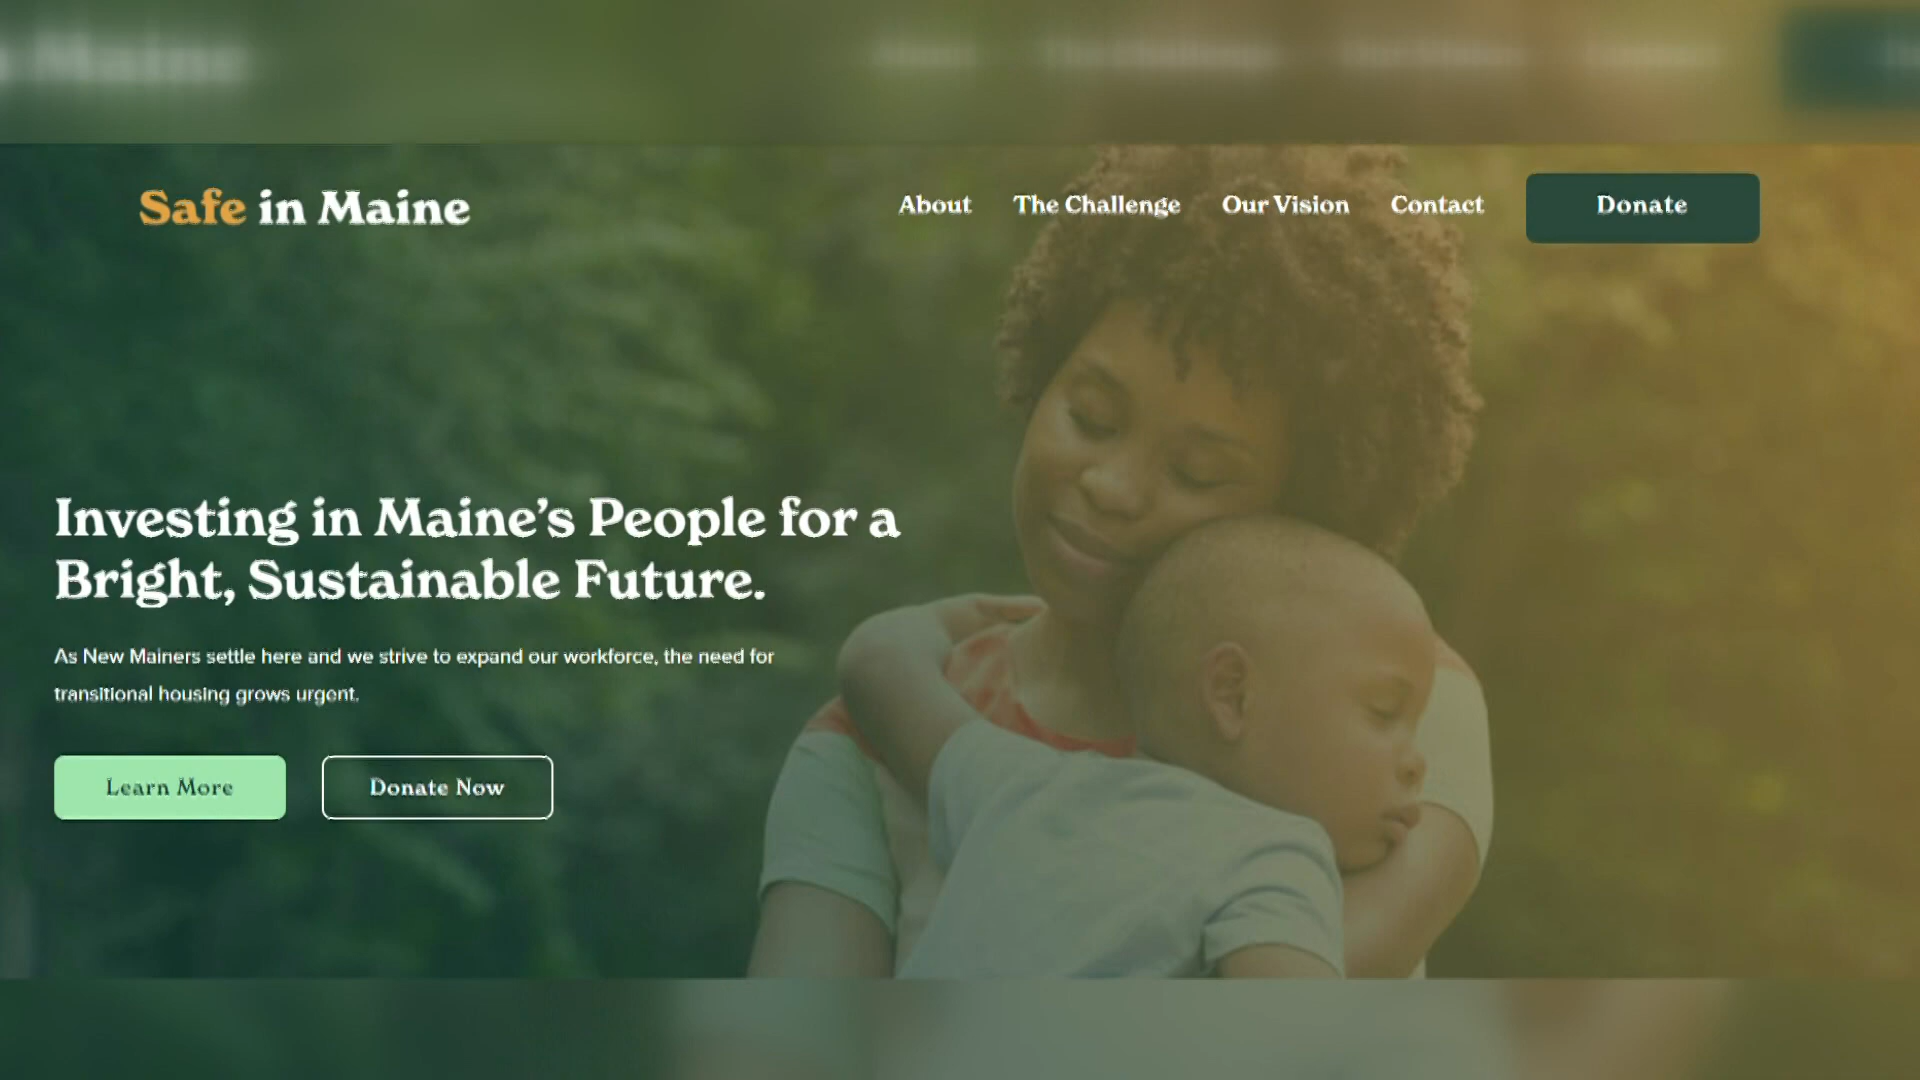 Safe in Maine
About The Challenge Our Vision Contact Donate
Investing in Maine's People for a
Bright, Sustainable Future.
As New Mainers settle here and we strive to expand our workforce, the need for
transitional housing grows urgent.
Learn More Donate Now